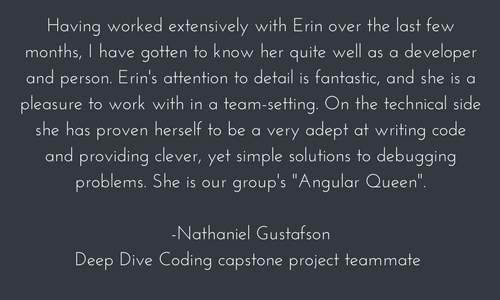 Having worked extensively with Erin over the last few
months, I have gotten to know her quite well as a developer
and person. Erin's attention to detail is fantastic, and she is a
pleasure to work with in a team-setting. On the technical side
she has proven herself to be a very adept at writing code
and providing clever, yet simple solutions to debugging
problems. She is our group's "Angular Queen".
-Nathaniel Gustafson
Deep Dive Coding capstone project teammate